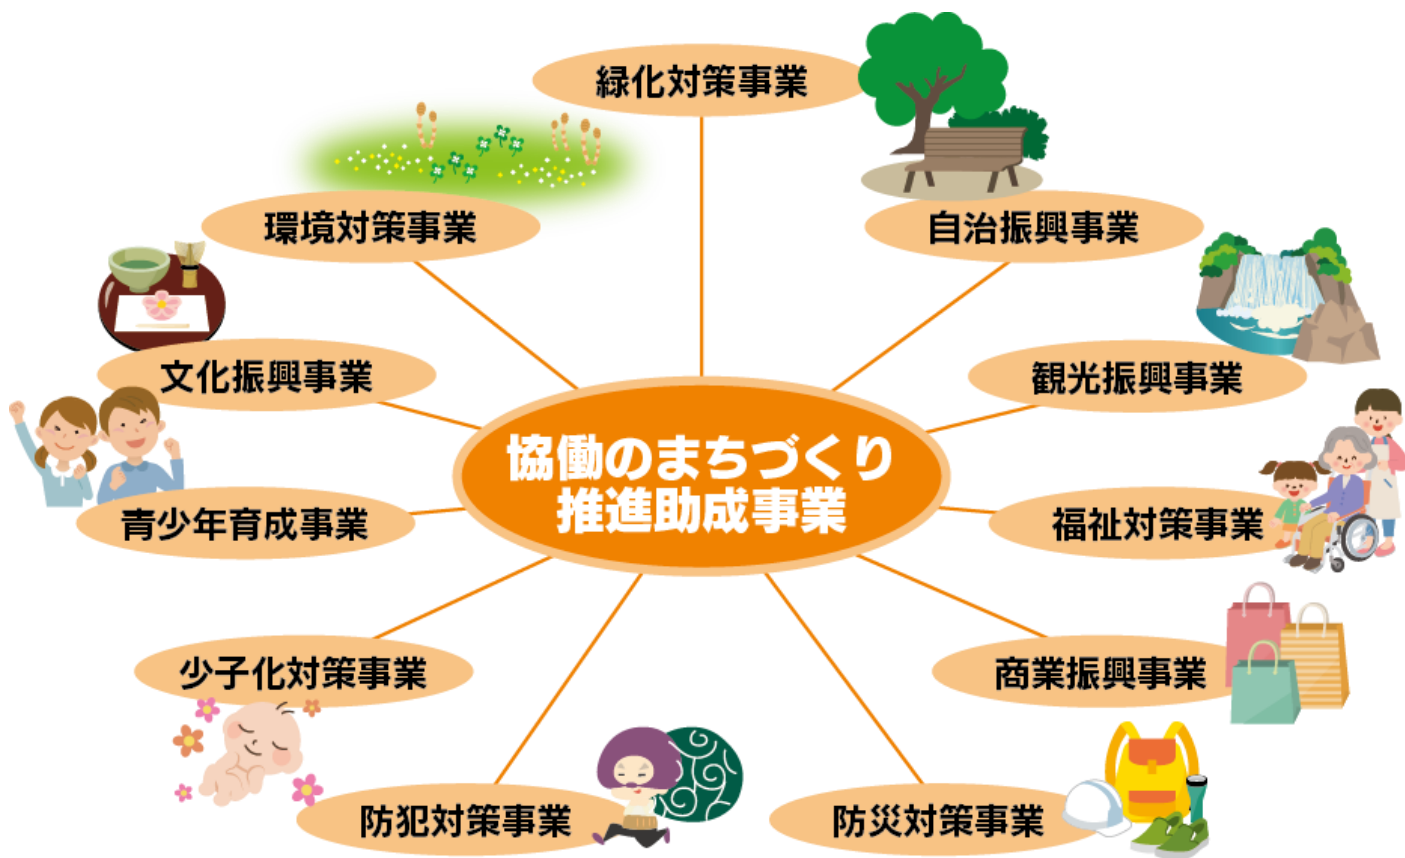 緑化対策事業
環境対策事業
自治振興事業
文化振興事業
観光振興事業
協働のまちづくり
推進助成事業
青少年育成事業
福祉対策事業
少子化対策事業
商業振興事業
防犯対策事業
防災対策事業